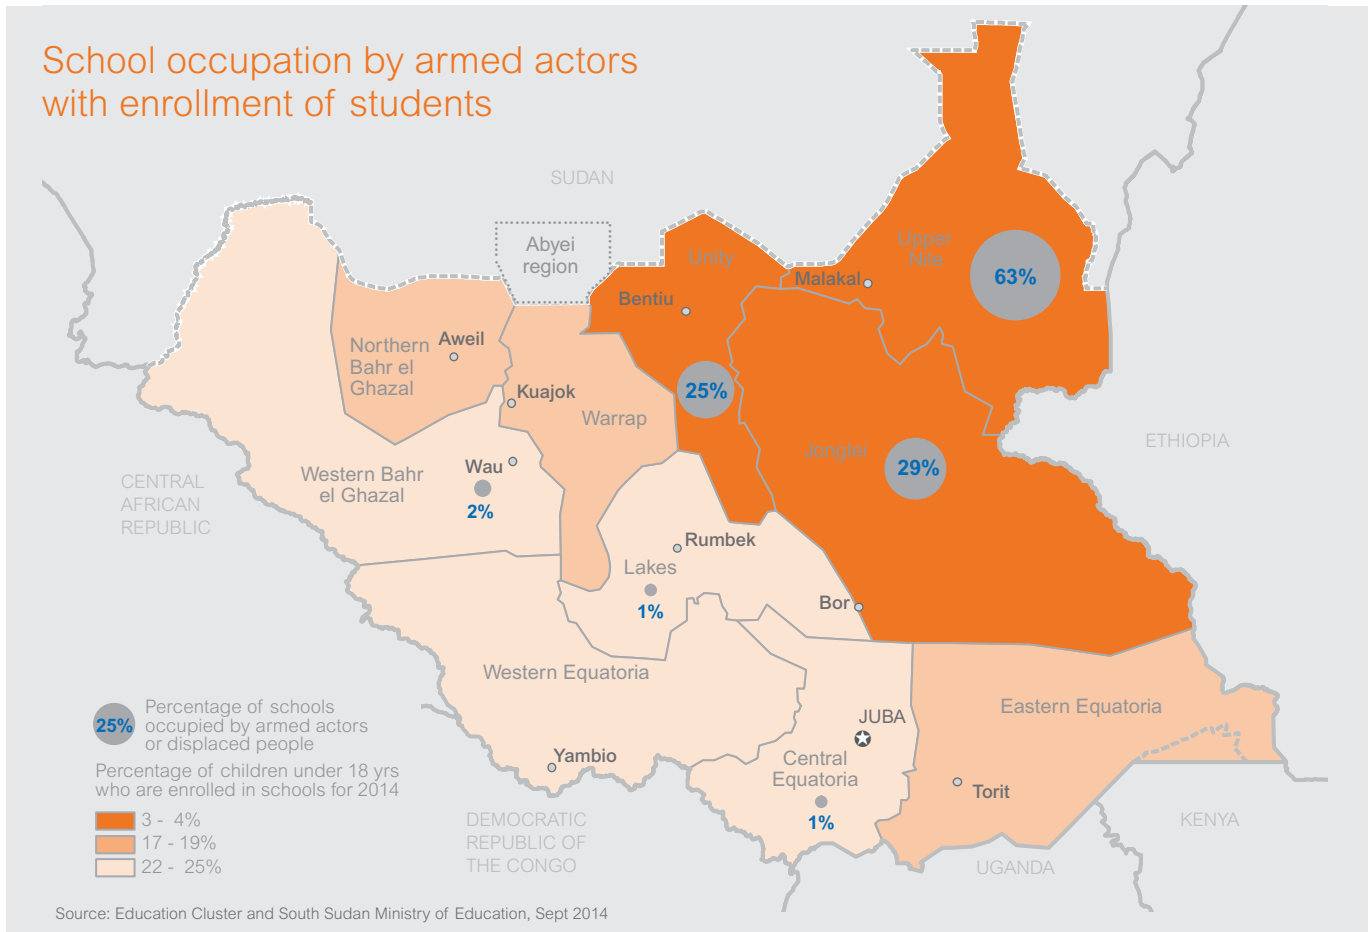 School occupation by armed actors
with enrollment of students
SUDAN
Abyei
region
Upper
Nile
63%
Unity
Malakal
Bentiu
Northern
Bahr el
Ghazal
Aweil
25%
Kuajok
Warrap
Jonglei
29%
ETHIOPIA
CENTRAL
AFRICAN
REPUBLIC
Western Bahr
el Ghazal
Wau
2%
Rumbek
Lakes
1%
Bor
Western Equatoria
Eastern Equatoria
JUBA
Central
Equatoria
1%
Yambio
Torit
DEMOCRATIC
REPUBLIC OF
THE CONGO
KENYA
UGANDA
25%
Percentage of schools
occupied by armed actors
or displaced people
Percentage of children under 18 yrs
who are enrolled in schools for 2014
3 - 4%
17 - 19%
22 - 25%
Source: Education Cluster and South Sudan Ministry of Education, Sept 2014